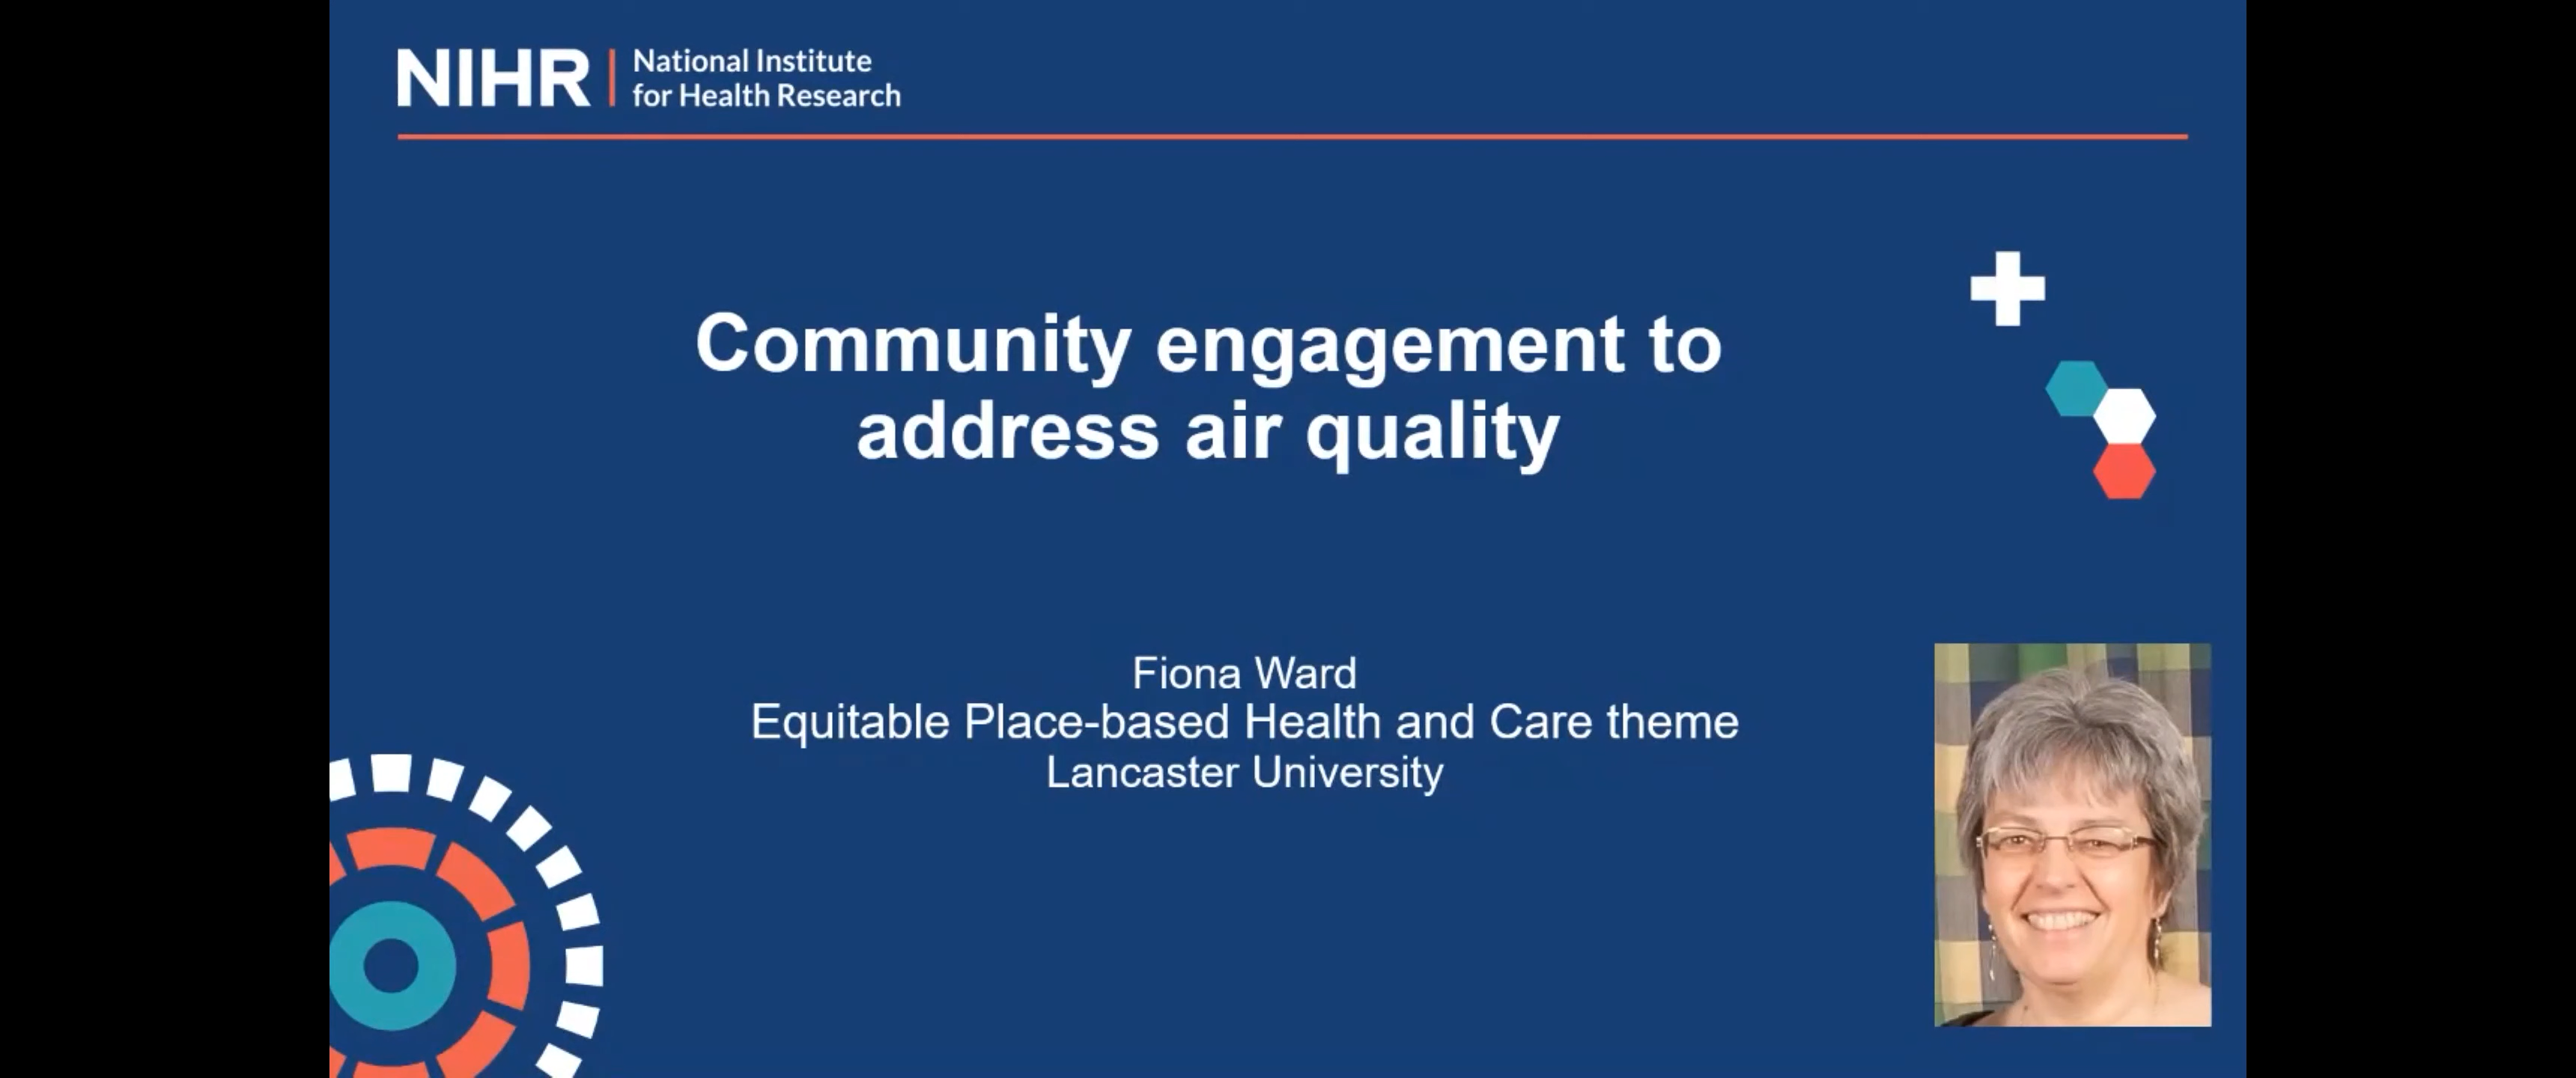 NIHR
National Institute
for Health Research
Community engagement to
address air quality
Fiona Ward
Equitable Place-based Health and Care theme
Lancaster University